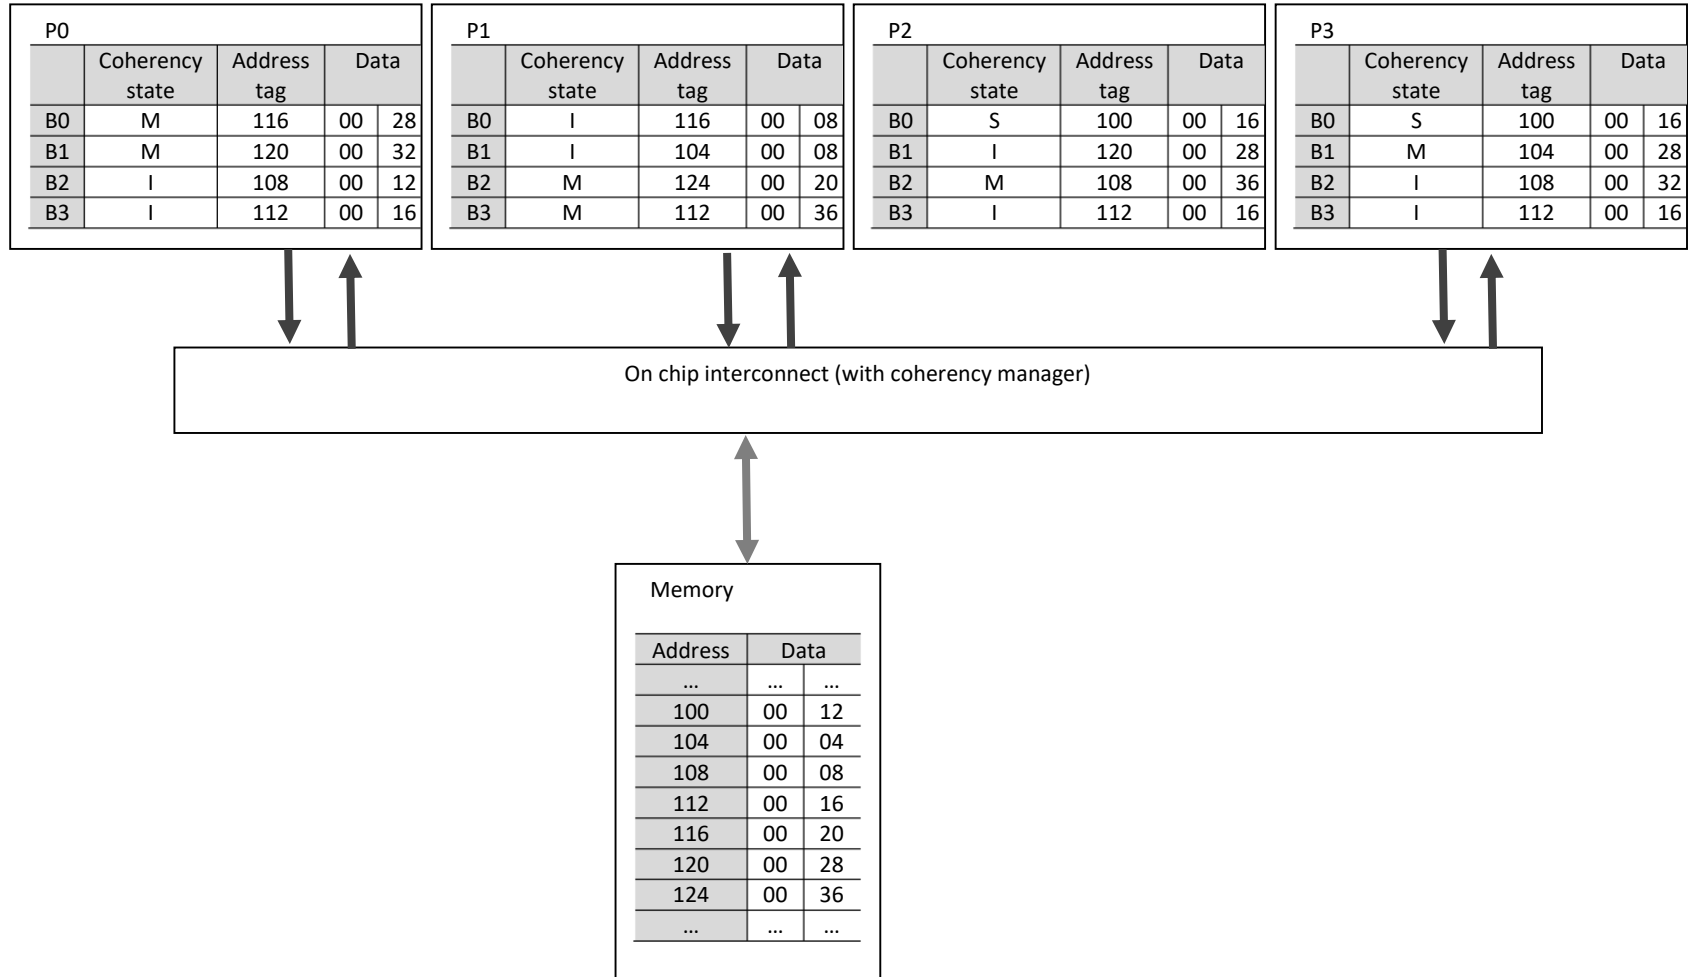 P0
Coherency state Address tag Data
B0 M 116 00 28
B1 M 120 00 32
B2 I 108 00 12
B3 I 112 00 16
P1
Coherency state Address tag Data
B0 I 116 00 08
B1 I 104 00 08
B2 M 124 00 20
B3 M 112 00 36
P2
Coherency state Address tag Data
B0 S 100 00 16
B1 I 120 00 28
B2 M 108 00 36
B3 I 112 00 16
P3
Coherency state Address tag Data
B0 S 100 00 16
B1 M 104 00 28
B2 I 108 00 32
B3 I 112 00 16
On chip interconnect (with coherency manager)
Memory
Address Data
... ... ...
100 00 12
104 00 04
108 00 08
112 00 16
116 00 20
120 00 28
124 00 36
... ... ...